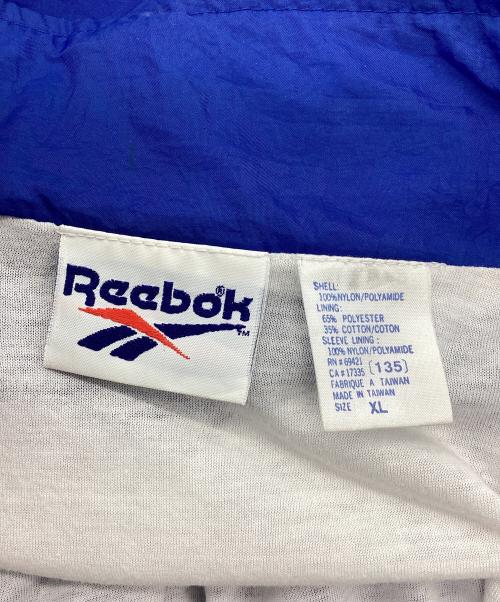 Reebok®
TM
SHELL:
100%NYLON/POLYAMIDE
LINING:
65% POLYESTER
35% COTTON/COTON
SLEEVE LINING:
100% NYLON/POLYAMIDE
RN#69421
CA#17335 (135)
FABRIQUE A TAIWAN
MADE IN TAIWAN
SIZE XL